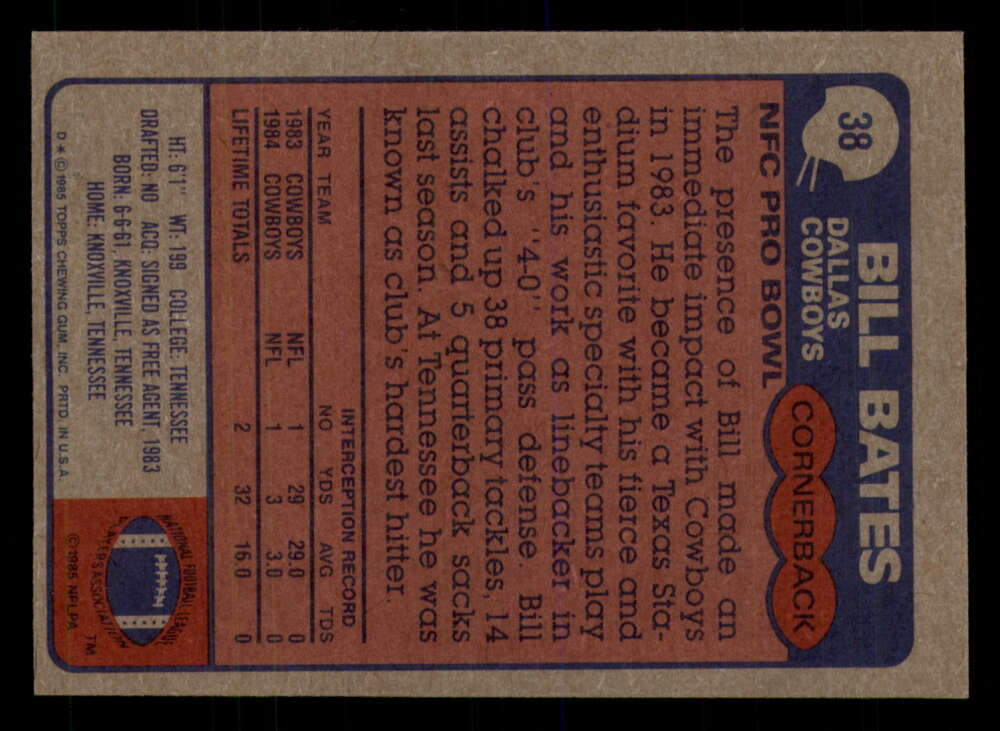 38
BILL BATES
DALLAS
COWBOYS
CORNERBACK
NFC PRO BOWL
The presence of Bill made an
immediate impact with Cowboys
in 1983. He became a Texas Sta-
dium favorite with his fierce and
enthusiastic specialty teams play
and his work as linebacker in
club's "4-0" pass defense. Bill
chalked up 38 primary tackles, 14
assists and 5 quarterback sacks
last season. At Tennessee he was
known as club's hardest hitter.
INTERCEPTION RECORD
YEAR TEAM NO YDS AVG TDS
1983 COWBOYS NFL 1 29 29.0 0
1984 COWBOYS NFL 1 3 3.0 0
LIFETIME TOTALS 2 32 16.0 0
HT: 6'1" WT: 199 COLLEGE: TENNESSEE
DRAFTED: NO ACQ: SIGNED AS FREE AGENT, 1983
BORN: 6-6-61, KNOXVILLE, TENNESSEE
HOME: KNOXVILLE, TENNESSEE
D * © 1985 TOPPS CHEWING GUM, INC. PRTD. IN U.S.A.
NATIONAL FOOTBALL LEAGUE
PLAYERS ASSOCIATION
TM
© 1985 NFLPA